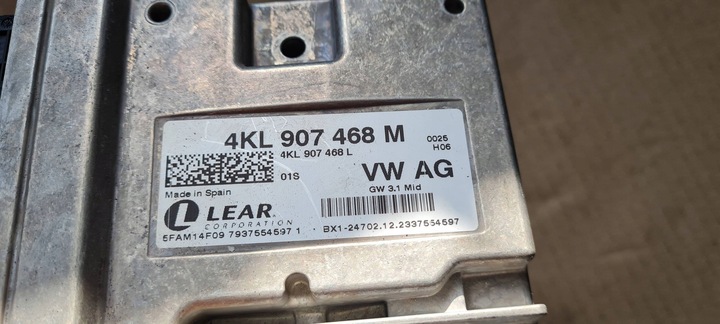 4KL 907 468 M 0025
4KL 907 468 L H06
01S VW AG
Made in Spain GW 3.1 Mid
LEAR
CORPORATION
5FAM14F09 7937554597 1 BX1-24702.12.2337554597